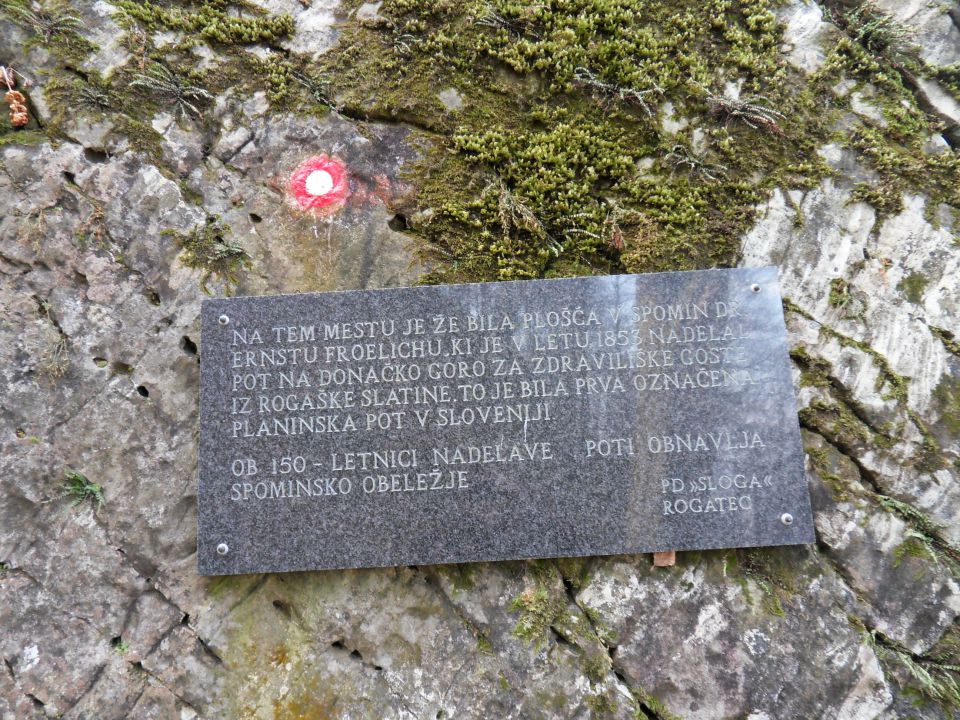 NA TEM MESTU JE ŽE BILA PLOŠČA V SPOMIN DR.
ERNSTU FROELICHU, KI JE V LETU 1853 NADELAL
POT NA DONAČKO GORO ZA ZDRAVILIŠKE GOSTE
IZ ROGAŠKE SLATINE. TO JE BILA PRVA OZNAČENA
PLANINSKA POT V SLOVENIJI.
OB 150-LETNICI NADELAVE POTI OBNAVLJA
SPOMINSKO OBELEŽJE
PD »SLOGA«
ROGATEC